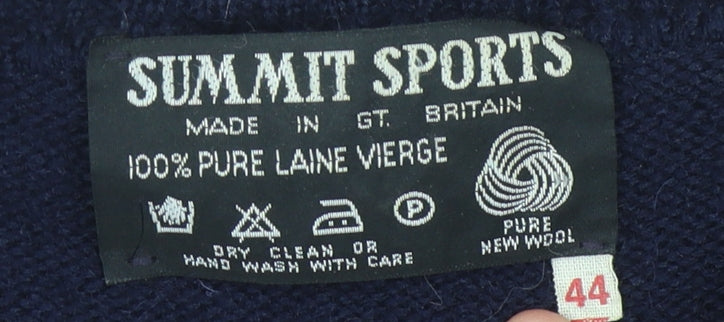 SUMMIT SPORTS
MADE IN GT. BRITAIN
100% PURE LAINE VIERGE
P
DRY CLEAN OR
HAND WASH WITH CARE
PURE
NEW WOOL
44